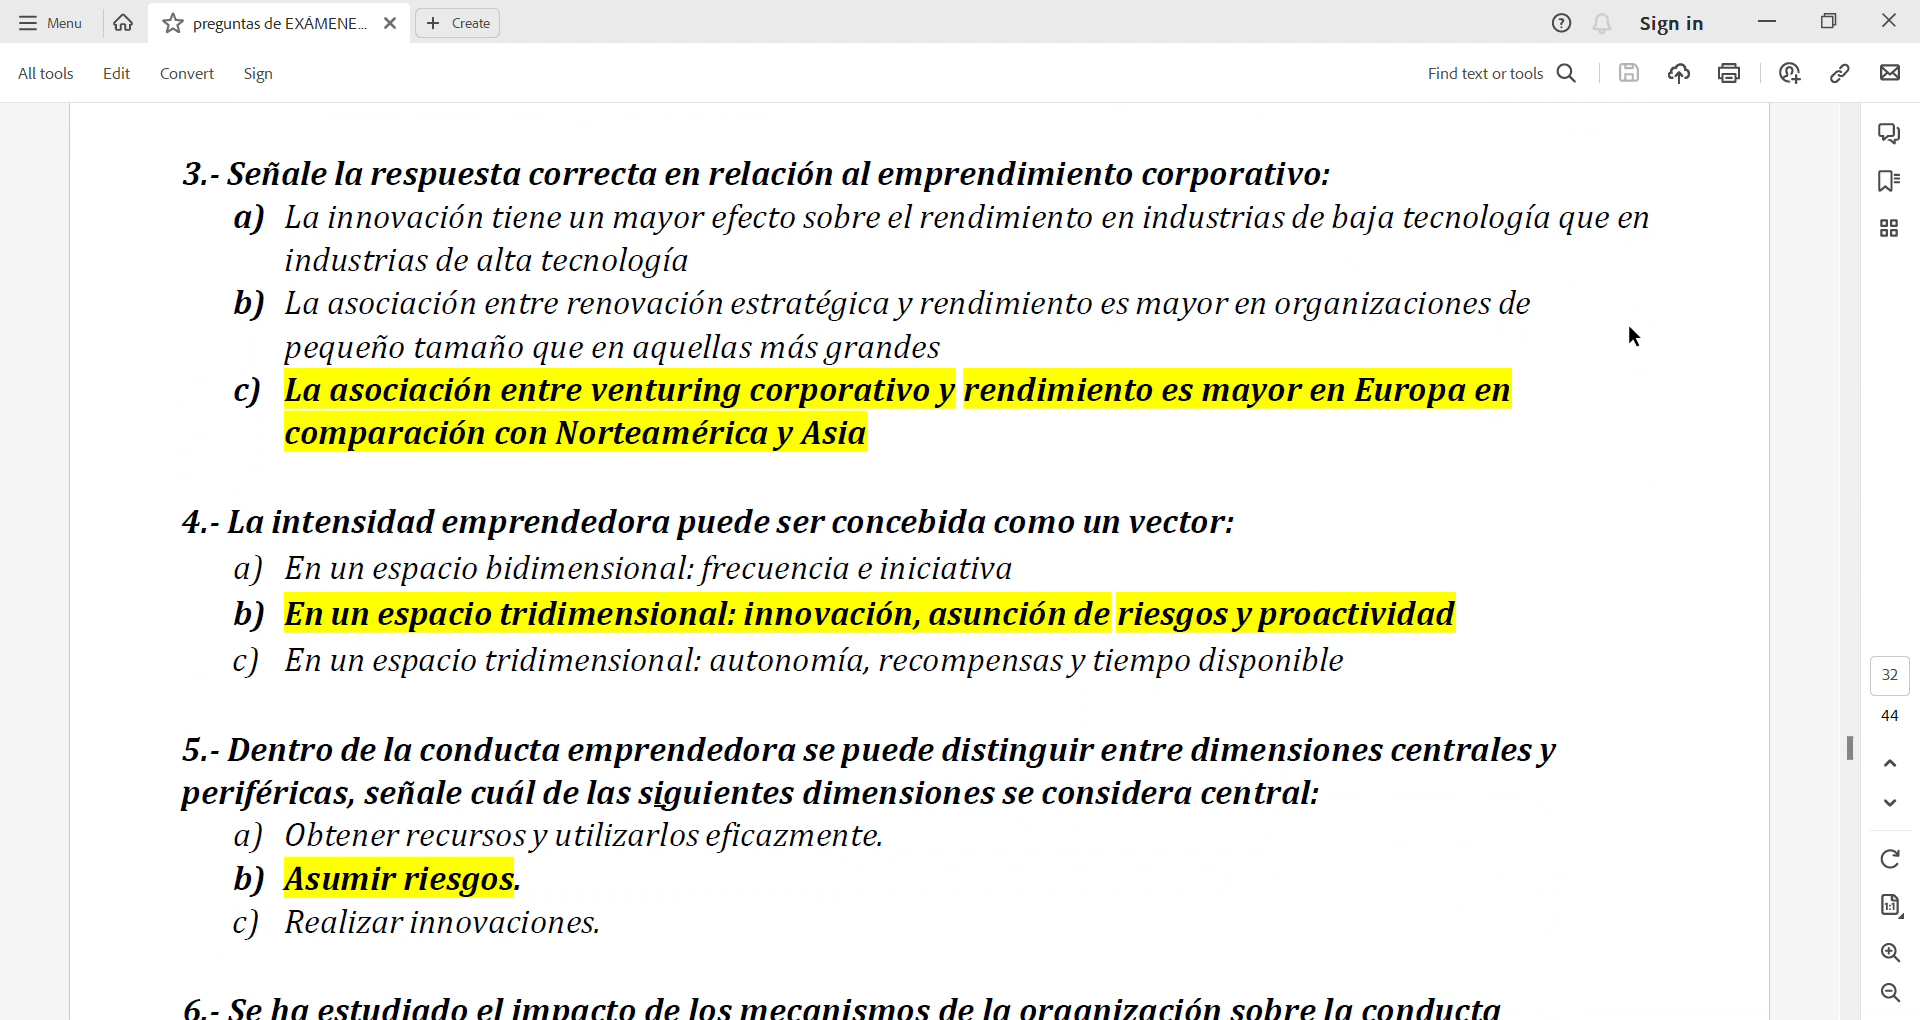 Menu
preguntas de EXÁMENE...
Create
Sign in
All tools
Edit
Convert
Sign
Find text or tools
3.- Señale la respuesta correcta en relación al emprendimiento corporativo:
a) La innovación tiene un mayor efecto sobre el rendimiento en industrias de baja tecnología que en
industrias de alta tecnología
b) La asociación entre renovación estratégica y rendimiento es mayor en organizaciones de
pequeño tamaño que en aquellas más grandes
c) La asociación entre venturing corporativo y rendimiento es mayor en Europa en
comparación con Norteamérica y Asia
4.- La intensidad emprendedora puede ser concebida como un vector:
a) En un espacio bidimensional: frecuencia e iniciativa
b) En un espacio tridimensional: innovación, asunción de riesgos y proactividad
c) En un espacio tridimensional: autonomía, recompensas y tiempo disponible
5.- Dentro de la conducta emprendedora se puede distinguir entre dimensiones centrales y
periféricas, señale cuál de las siguientes dimensiones se considera central:
a) Obtener recursos y utilizarlos eficazmente.
b) Asumir riesgos.
c) Realizar innovaciones.
6.- Se ha estudiado el impacto de los mecanismos de la organización sobre la conducta
32
44
1:1